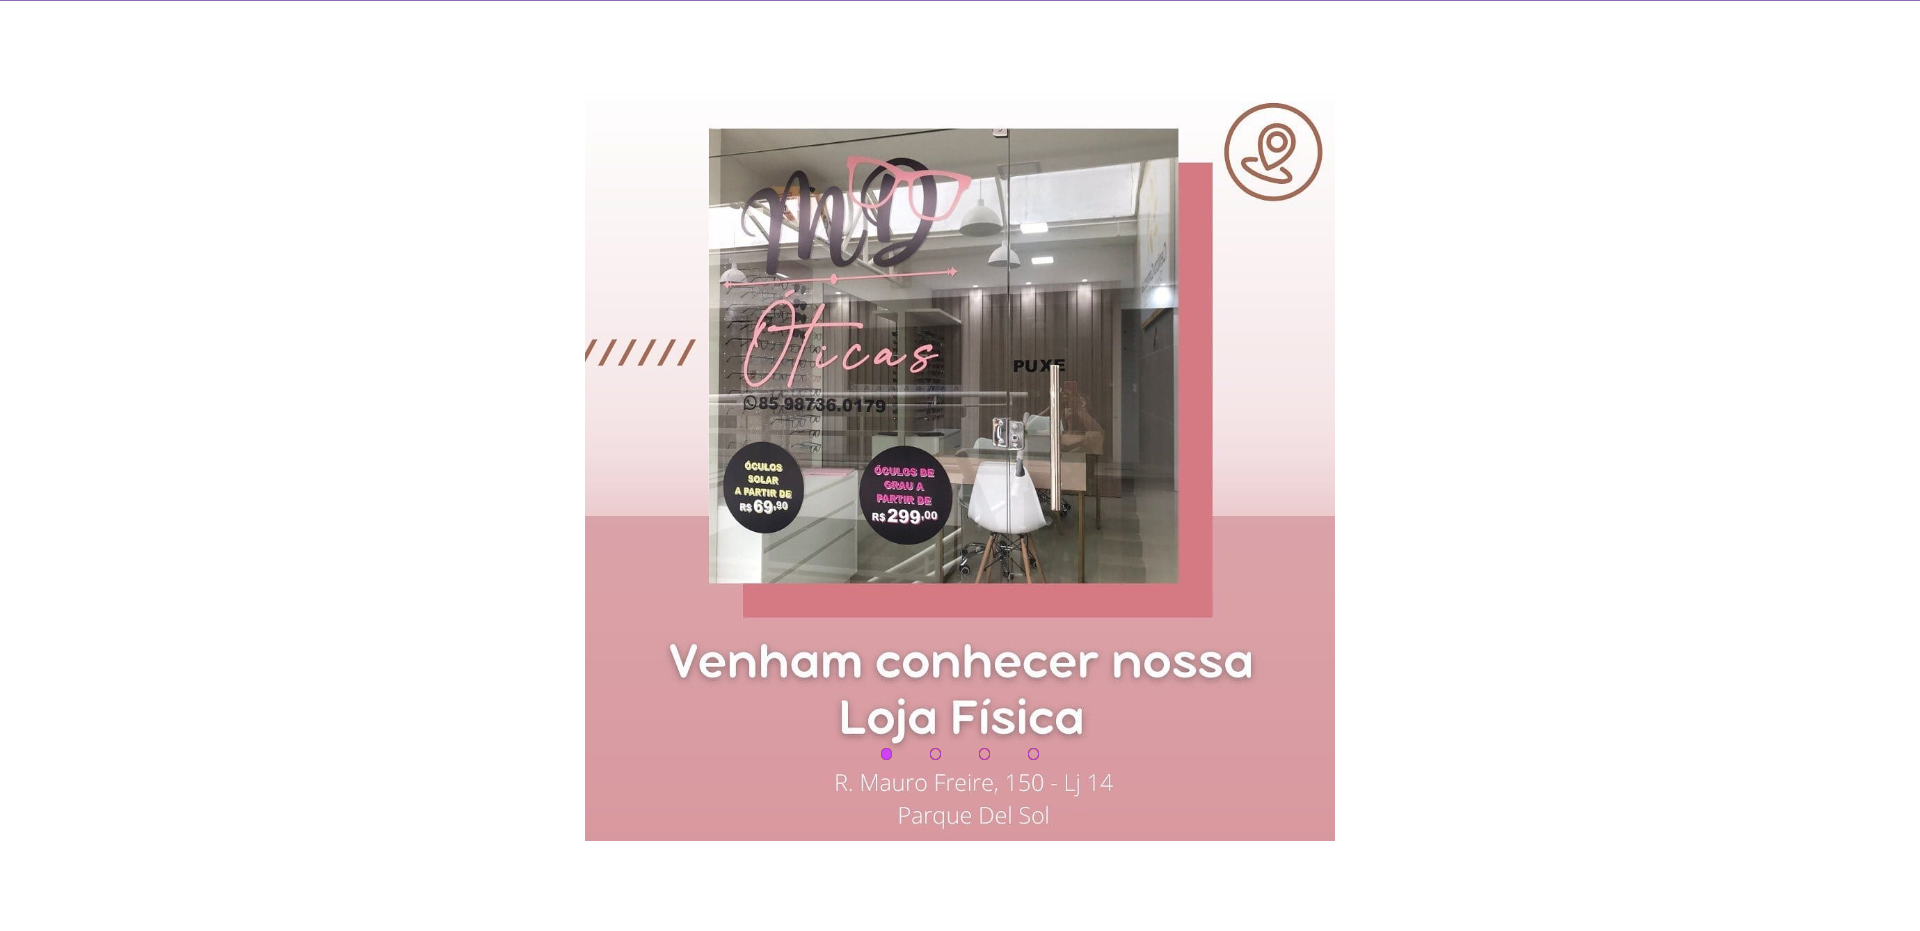 MD
Óticas
85 98736.0179
PUXE
ÓCULOS
SOLAR
A PARTIR DE
R$ 69,90
ÓCULOS DE
GRAU A
PARTIR DE
R$ 299,00
Venham conhecer nossa
Loja Física
R. Mauro Freire, 150 - Lj 14
Parque Del Sol